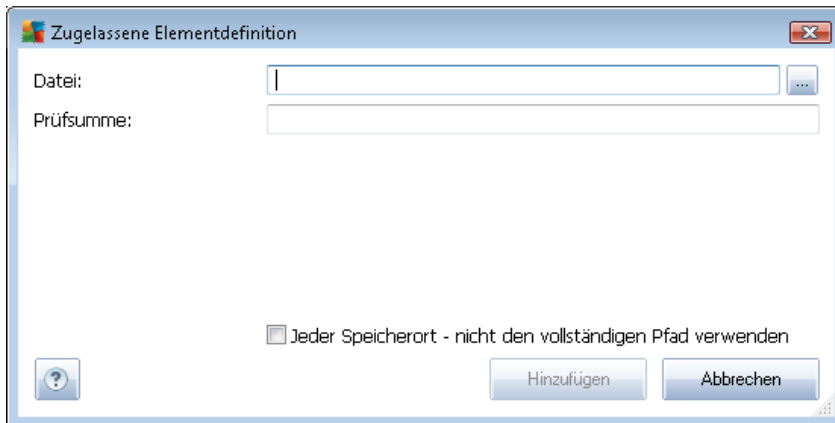 Zugelassene Elementdefinition
Datei:
...
Prüfsumme:
Jeder Speicherort - nicht den vollständigen Pfad verwenden
?
Hinzufügen
Abbrechen